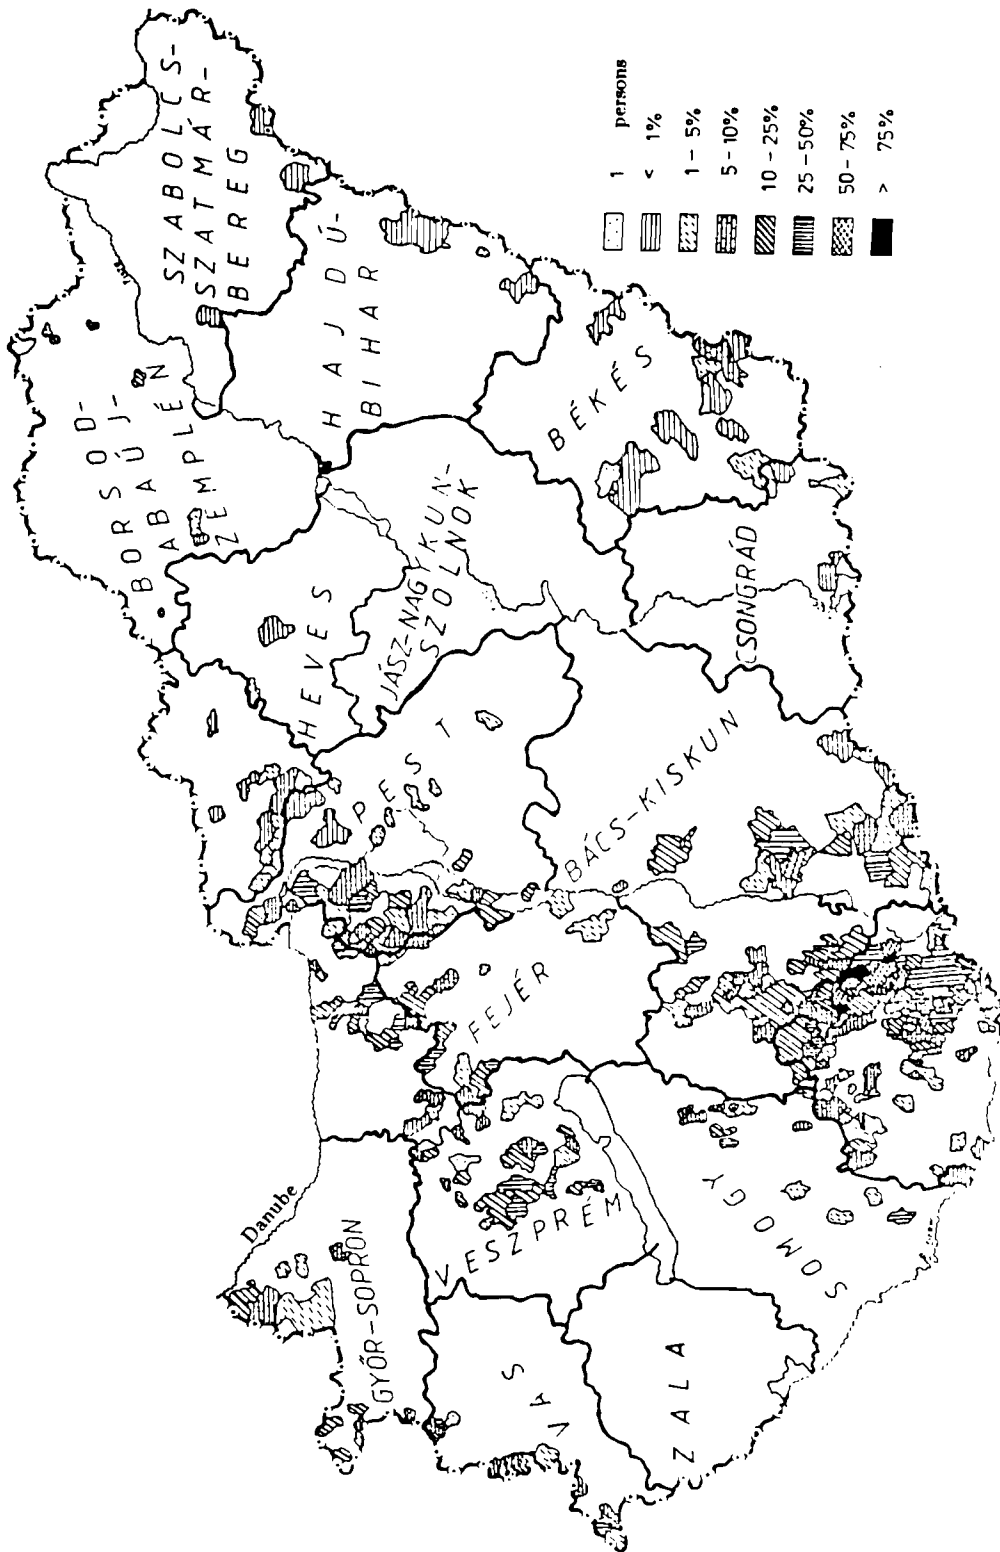 SZABOLCS-
SZATMÁR-
BEREG
BORSOD-
ABAÚJ-
ZEMPLÉN
HAJDÚ-
BIHAR
HEVES
JÁSZ-NAGYKUN-
SZOLNOK
BÉKÉS
CSONGRÁD
PEST
BÁCS-KISKUN
FEJÉR
Danube
GYŐR-SOPRON
VESZPRÉM
VAS
ZALA
SOMOGY
1 persons
< 1%
1-5%
5-10%
10-25%
25-50%
50-75%
> 75%